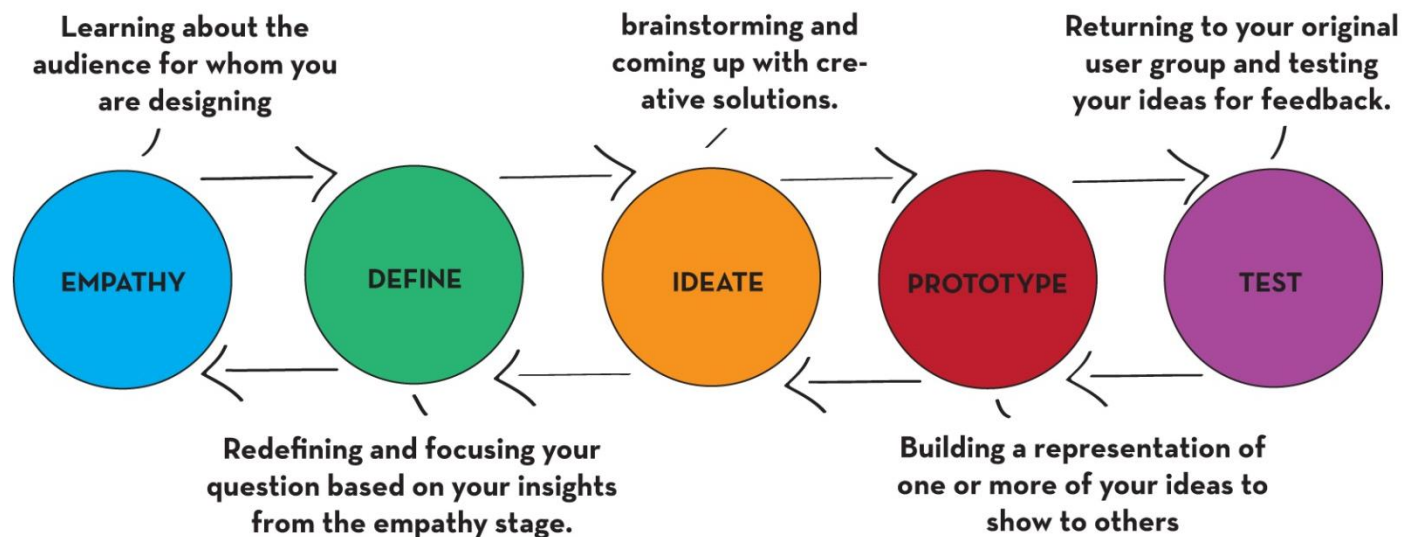 Learning about the
audience for whom you
are designing
brainstorming and
coming up with cre-
ative solutions.
Returning to your original
user group and testing
your ideas for feedback.
EMPATHY
DEFINE
IDEATE
PROTOTYPE
TEST
Redefining and focusing your
question based on your insights
from the empathy stage.
Building a representation of
one or more of your ideas to
show to others